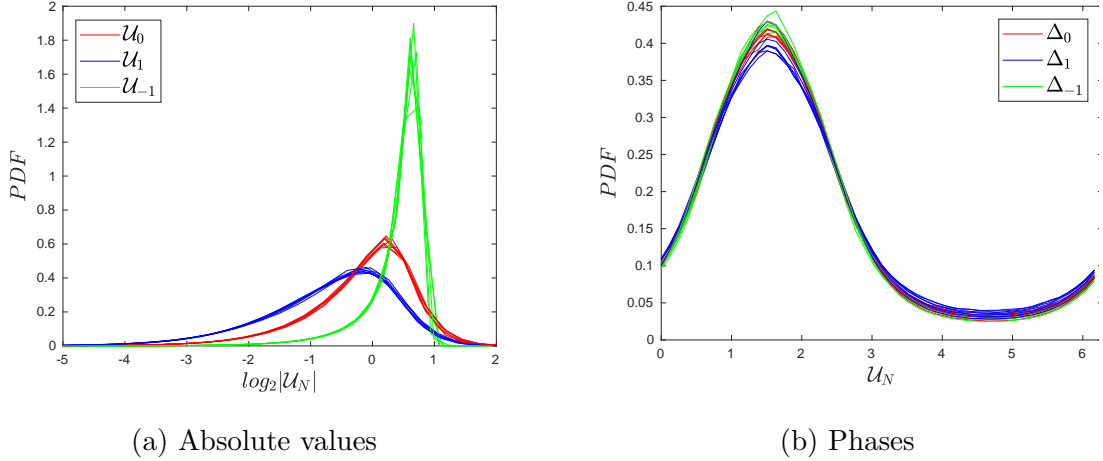 2
1.8
1.6
1.4
1.2
1
0.8
0.6
0.4
0.2
0
PDF
-5 -4 -3 -2 -1 0 1 2
log₂|𝒰_N|
𝒰₀
𝒰₁
𝒰₋₁
(a) Absolute values
0.45
0.4
0.35
0.3
0.25
0.2
0.15
0.1
0.05
0
PDF
0 1 2 3 4 5 6
𝒰_N
Δ₀
Δ₁
Δ₋₁
(b) Phases